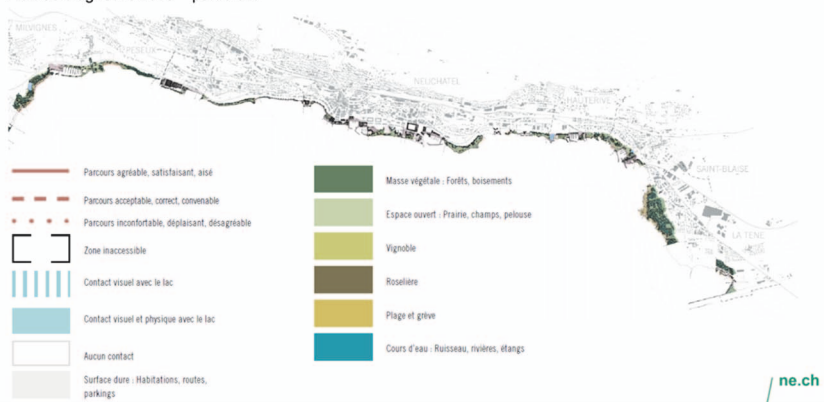 MILVIGNES
PESEUX
NEUCHATEL
HAUTERIVE
SAINT-BLAISE
LA TENE
Parcours agréable, satisfaisant, aisé
Parcours acceptable, correct, convenable
Parcours inconfortable, déplaisant, désagréable
Zone inaccessible
Contact visuel avec le lac
Contact visuel et physique avec le lac
Aucun contact
Surface dure : Habitations, routes,
parkings
Masse végétale : Forêts, boisements
Espace ouvert : Prairie, champs, pelouse
Vignoble
Roselière
Plage et grève
Cours d'eau : Ruisseau, rivières, étangs
ne.ch